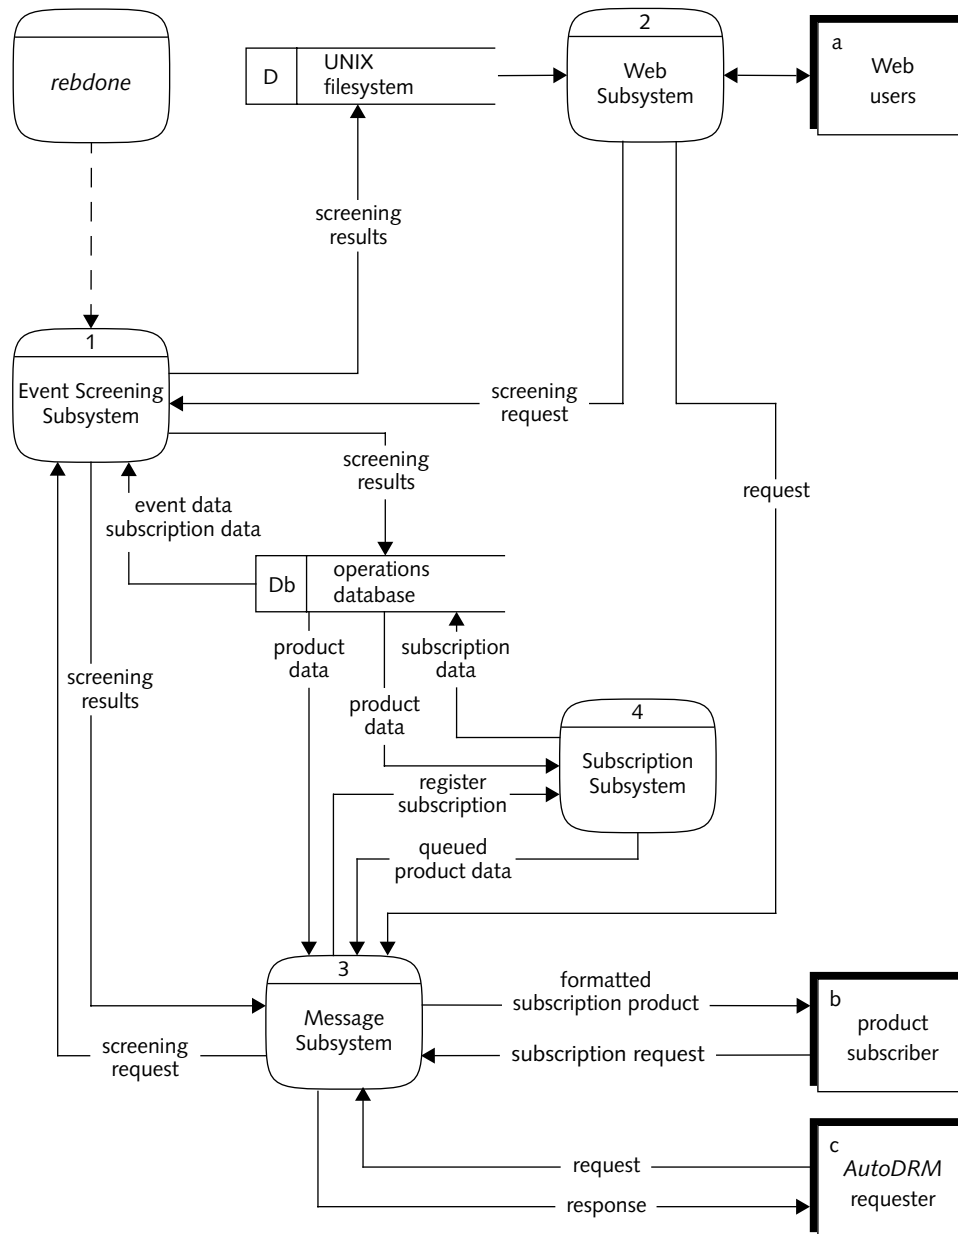 rebdone
D
UNIX
filesystem
2
Web
Subsystem
a
Web
users
screening
results
1
Event Screening
Subsystem
screening
request
screening
results
request
event data
subscription data
Db
operations
database
product
data
subscription
data
screening
results
product
data
4
Subscription
Subsystem
register
subscription
queued
product data
3
Message
Subsystem
formatted
subscription product
b
product
subscriber
screening
request
subscription request
c
AutoDRM
requester
request
response